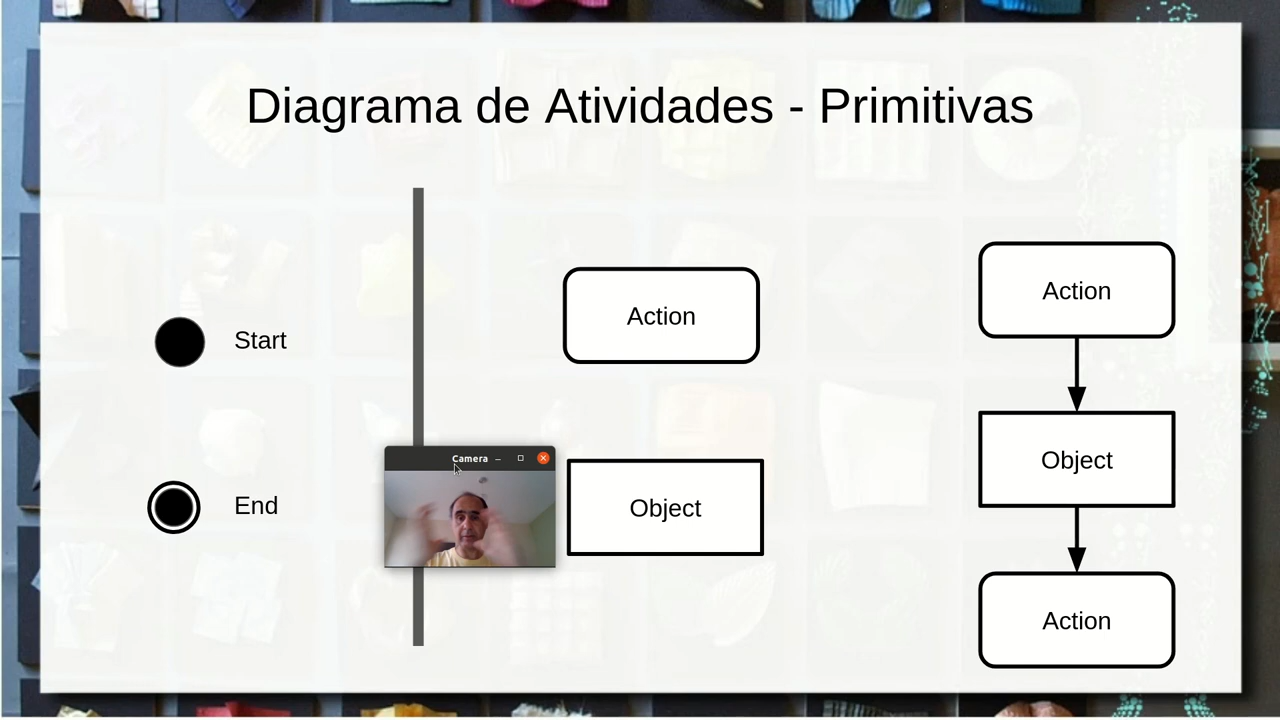 Diagrama de Atividades - Primitivas
Start
End
Camera
Action
Object
Action
Object
Action